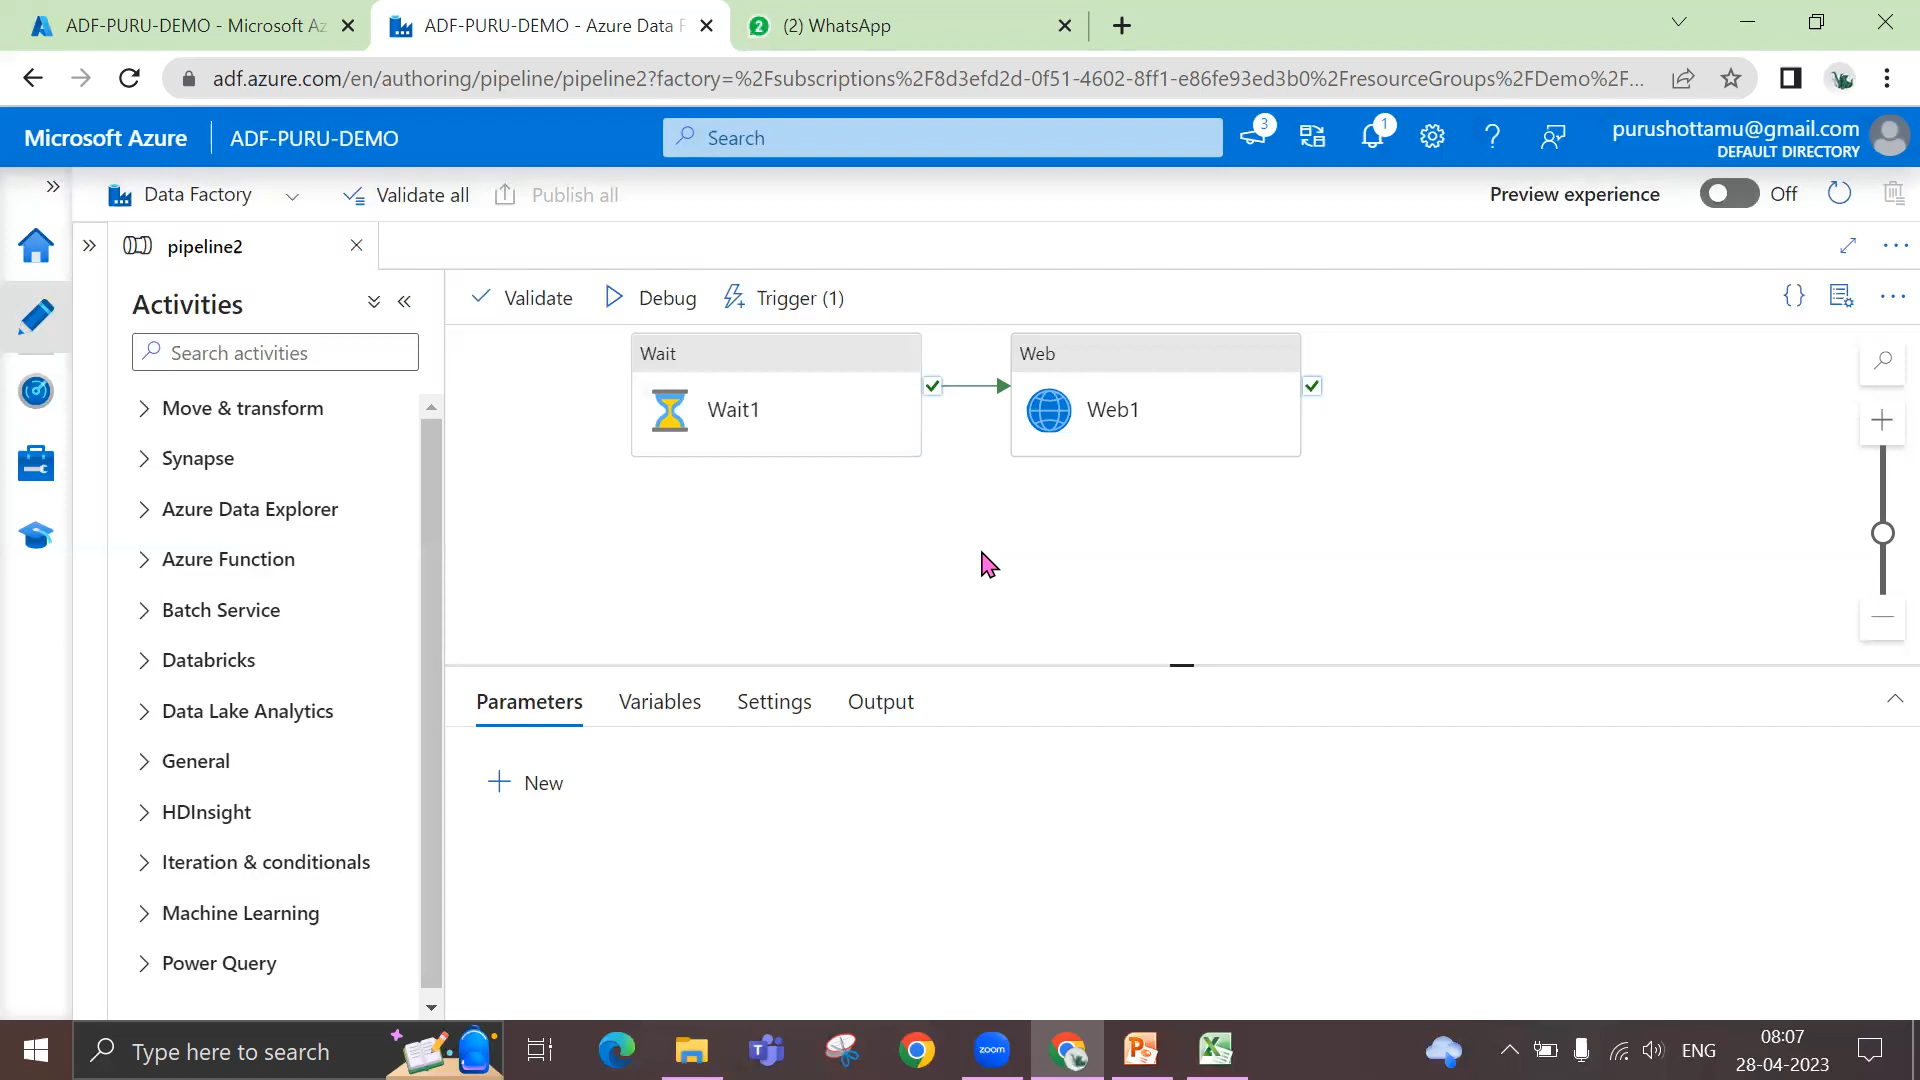 ADF-PURU-DEMO - Microsoft Az
ADF-PURU-DEMO - Azure Data F
2
(2) WhatsApp
adf.azure.com/en/authoring/pipeline/pipeline2?factory=%2Fsubscriptions%2F8d3efd2d-0f51-4602-8ff1-e86fe93ed3b0%2FresourceGroups%2FDemo%2F...
Microsoft Azure
ADF-PURU-DEMO
Search
3
1
purushottamu@gmail.com
DEFAULT DIRECTORY
Data Factory
Validate all
Publish all
Preview experience
Off
pipeline2
Activities
Search activities
Validate
Debug
Trigger (1)
Wait
Wait1
Web
Web1
Move & transform
Synapse
Azure Data Explorer
Azure Function
Batch Service
Databricks
Data Lake Analytics
General
HDInsight
Iteration & conditionals
Machine Learning
Power Query
Parameters
Variables
Settings
Output
New
Type here to search
zoom
ENG
08:07
28-04-2023